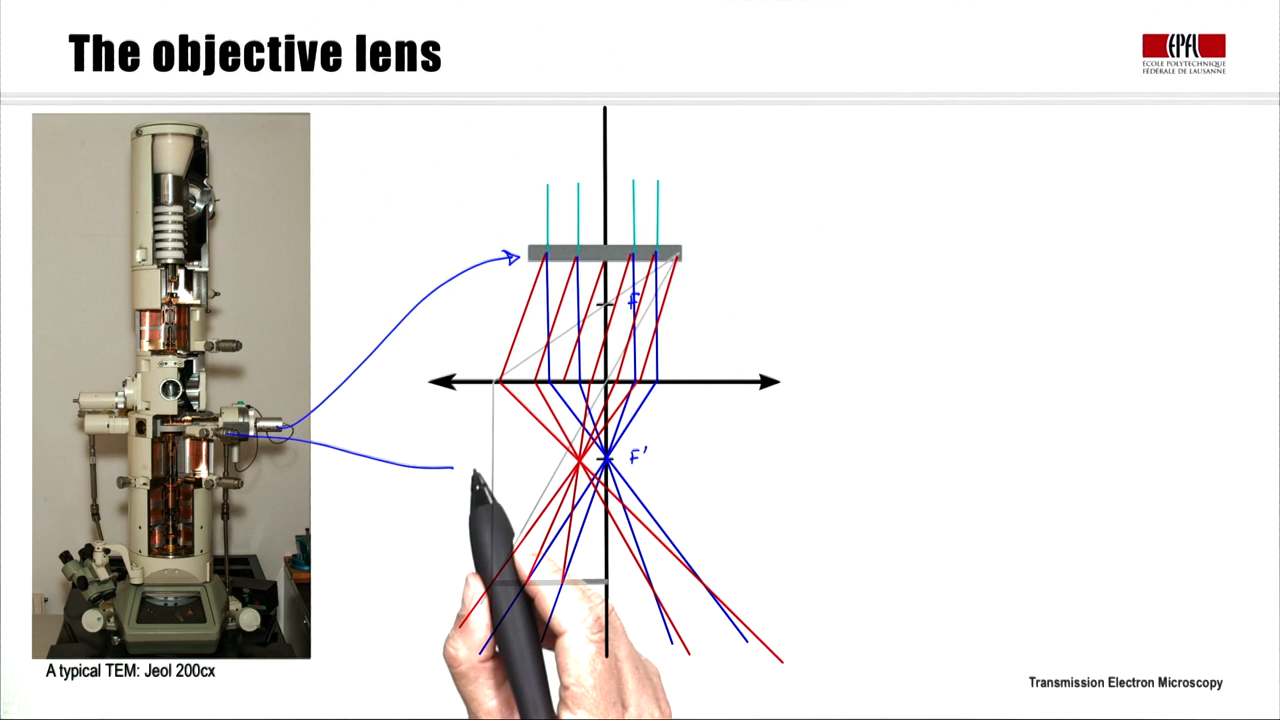 The objective lens
EPFL
ÉCOLE POLYTECHNIQUE
FÉDÉRALE DE LAUSANNE
F
F'
A typical TEM: Jeol 200cx
Transmission Electron Microscopy